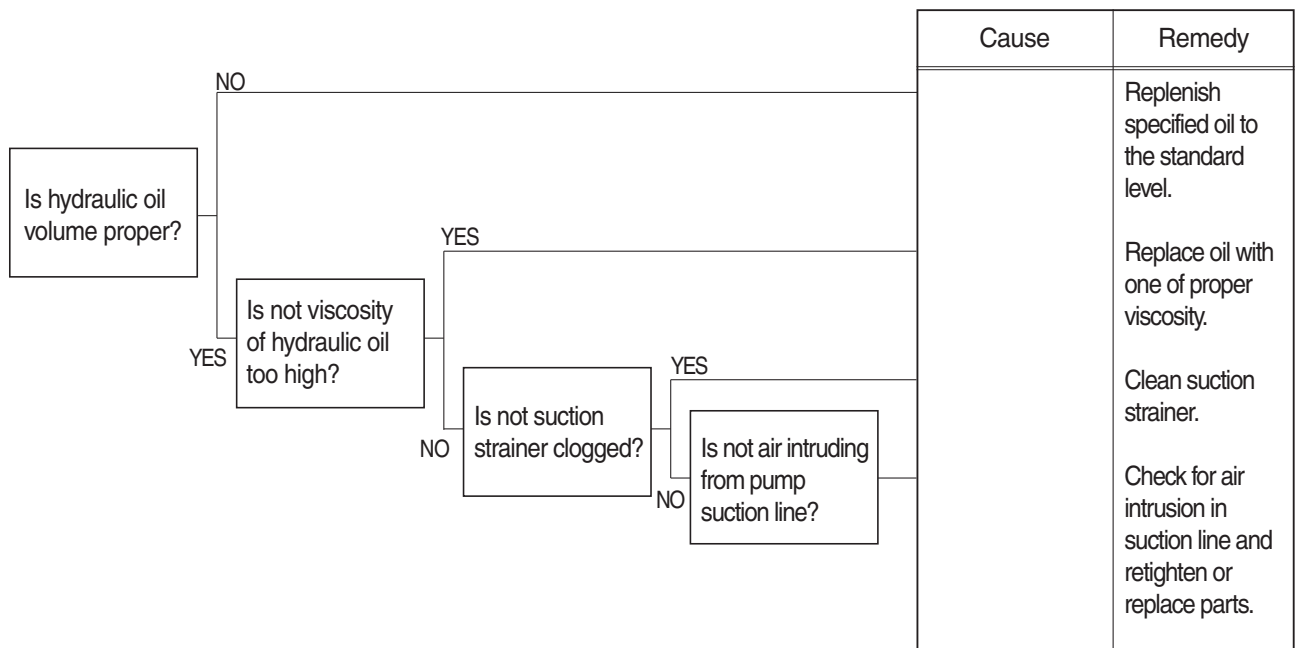 Cause
Remedy
NO
Replenish
specified oil to
the standard
level.
Is hydraulic oil
volume proper?
YES
Replace oil with
one of proper
viscosity.
YES
Is not viscosity
of hydraulic oil
too high?
YES
Clean suction
strainer.
NO
Is not suction
strainer clogged?
NO
Is not air intruding
from pump
suction line?
Check for air
intrusion in
suction line and
retighten or
replace parts.